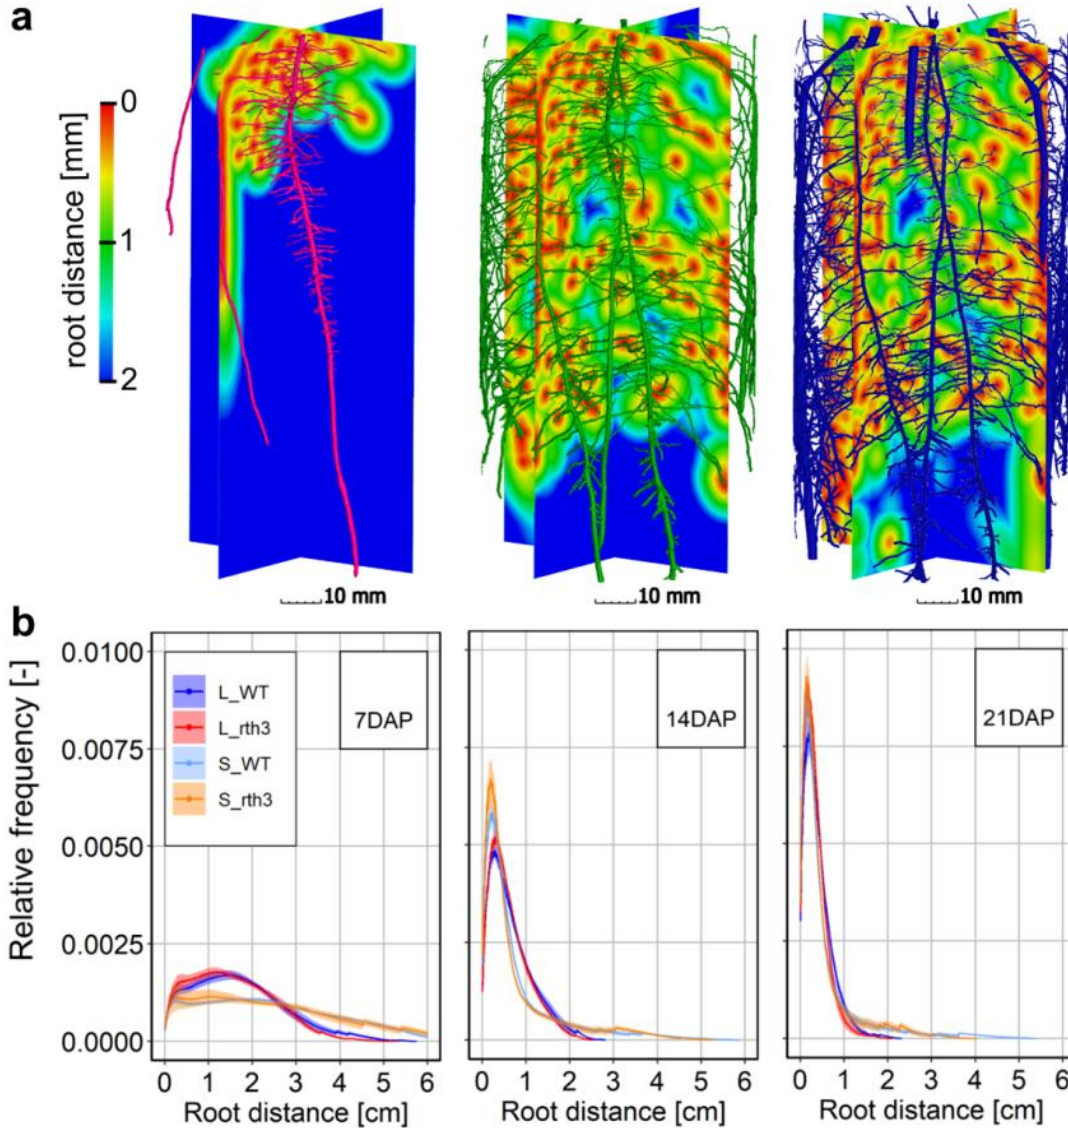 a
root distance [mm]
0
1
2
10 mm
10 mm
10 mm
b
Relative frequency [-]
0.0100
0.0075
0.0050
0.0025
0.0000
L_WT
L_rth3
S_WT
S_rth3
7DAP
14DAP
21DAP
0 1 2 3 4 5 6
0 1 2 3 4 5 6
0 1 2 3 4 5 6
Root distance [cm]
Root distance [cm]
Root distance [cm]